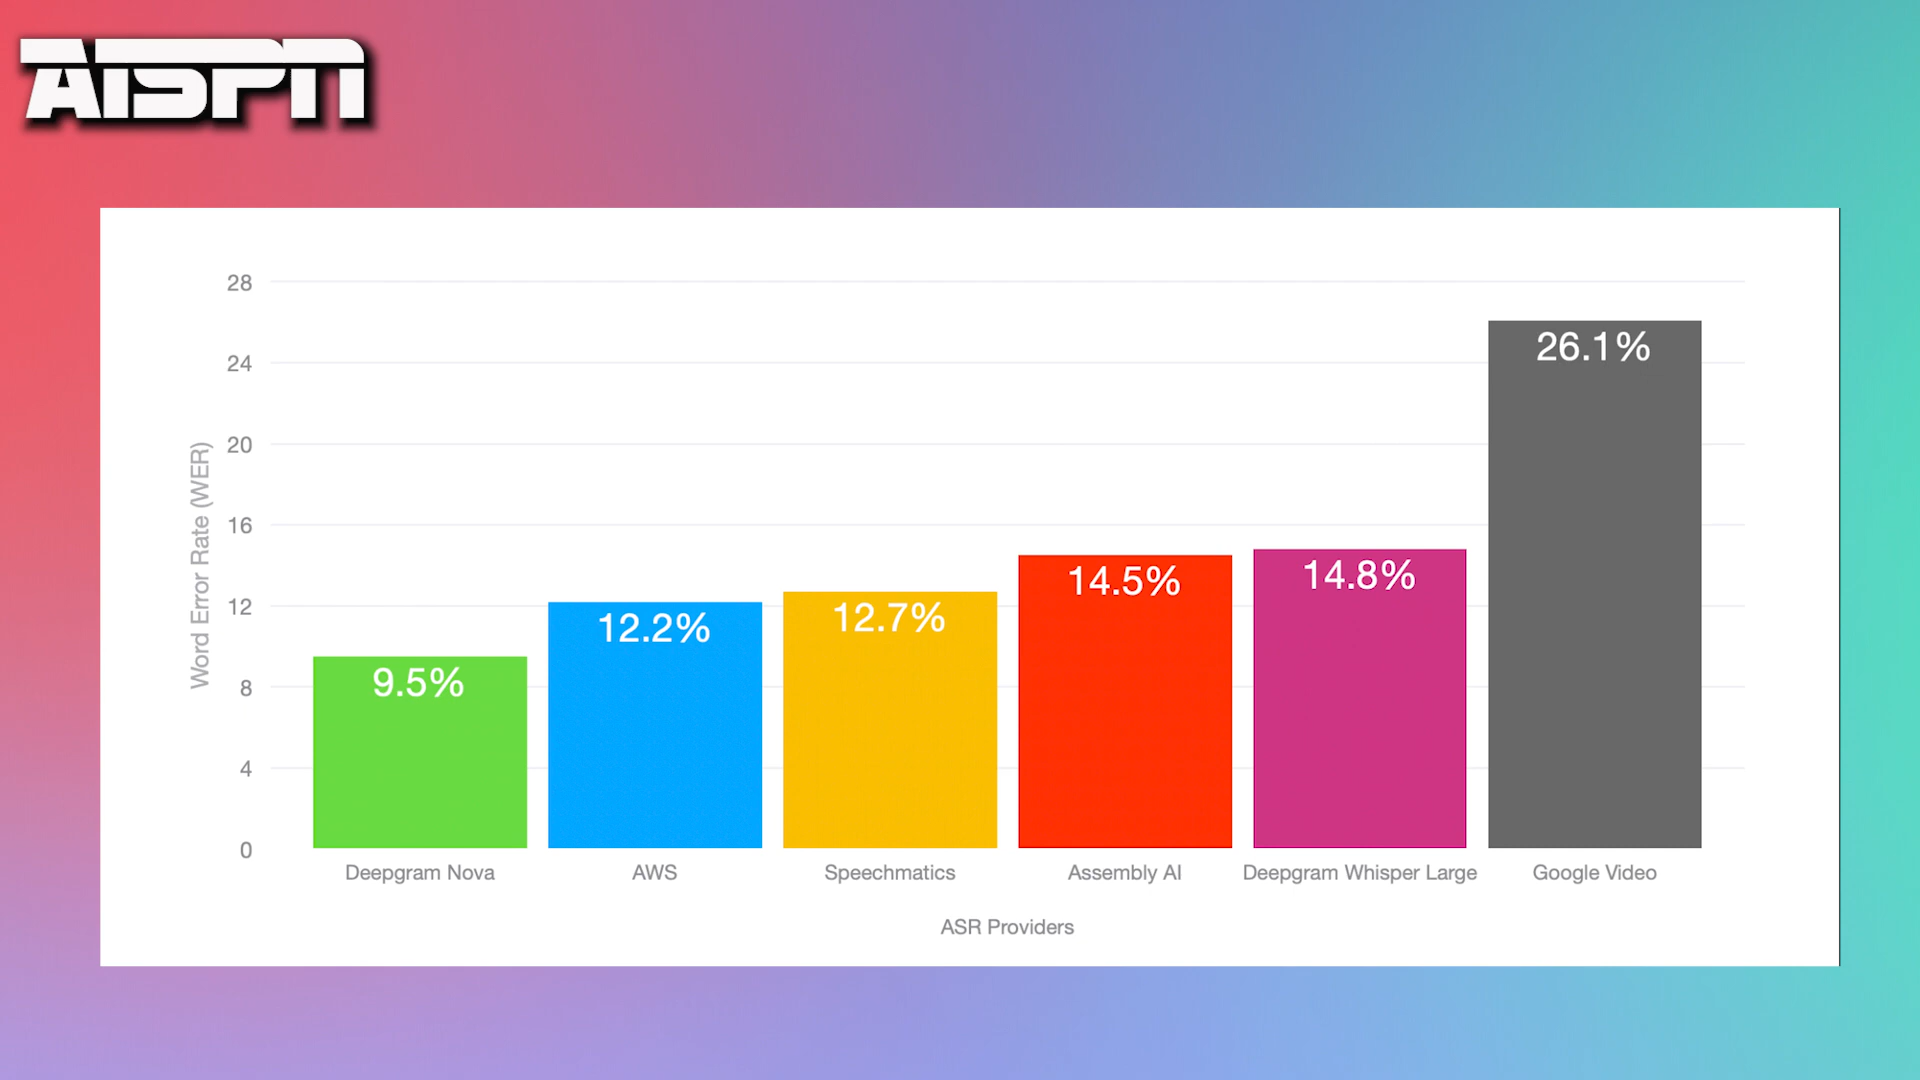 AISPN
28
24
20
16
12
8
4
0
Word Error Rate (WER)
9.5%
12.2%
12.7%
14.5%
14.8%
26.1%
Deepgram Nova
AWS
Speechmatics
Assembly AI
Deepgram Whisper Large
Google Video
ASR Providers